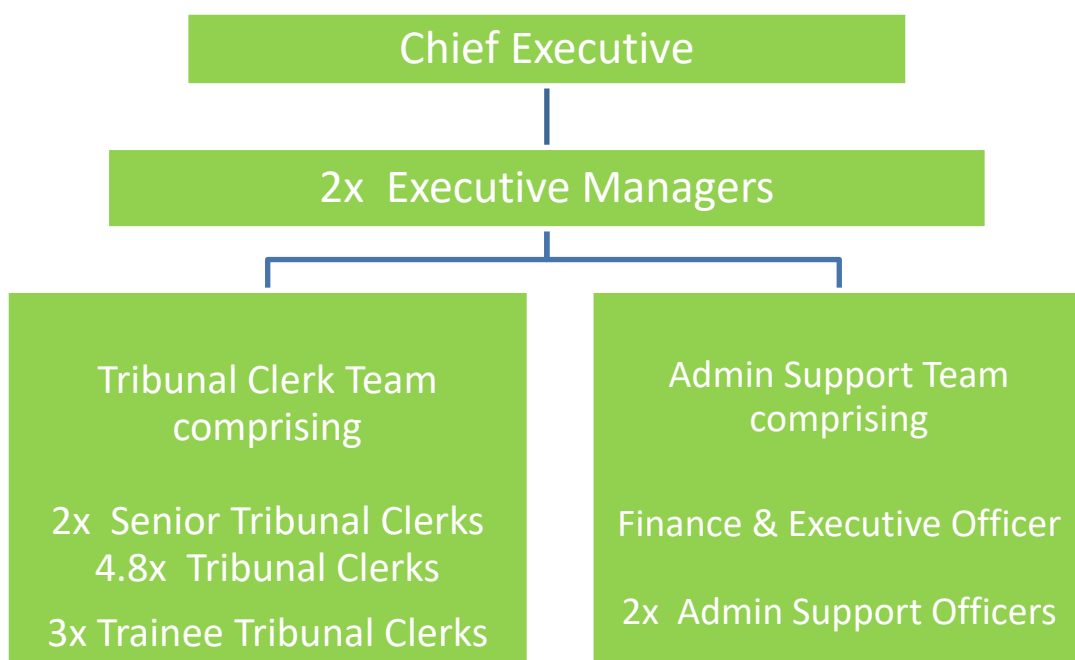 Chief Executive
2x  Executive Managers
Tribunal Clerk Team
comprising
2x  Senior Tribunal Clerks
4.8x  Tribunal Clerks
3x Trainee Tribunal Clerks
Admin Support Team
comprising
Finance & Executive Officer
2x  Admin Support Officers